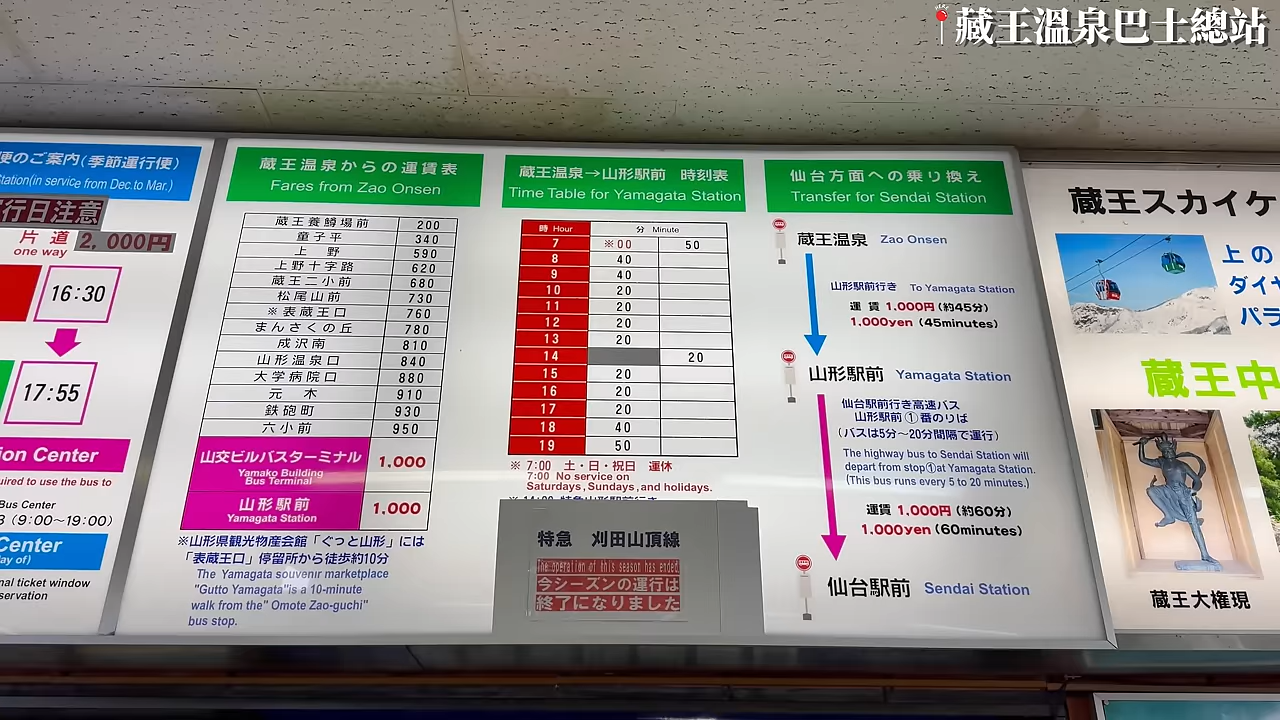 蔵王溫泉巴士總站
便のご案内(季節運行便)
Station(in service from Dec.to Mar.)
行日注意
片道 2,000円
one way
16:30
17:55
ion Center
uired to use the bus to
Bus Center
(9:00～19:00)
Center
ay of)
nal ticket window
servation
蔵王温泉からの運賃表
Fares from Zao Onsen
蔵王養鱒場前 200
童子平 340
上野 590
上野十字路 620
蔵王二小前 680
松尾山前 730
※表蔵王口 760
まんさくの丘 780
成沢南 810
山形温泉口 840
大学病院口 880
元木 910
鉄砲町 930
六小前 950
山交ビルバスターミナル 1.000
Yamako Building
Bus Terminal
山形駅前 1.000
Yamagata Station
※山形県観光物産会館「ぐっと山形」には
「表蔵王口」停留所から徒歩約10分
The Yamagata souvenir marketplace
"Gutto Yamagata"is a 10-minute
walk from the" Omote Zao-guchi"
bus stop.
蔵王温泉→山形駅前 時刻表
Time Table for Yamagata Station
時 Hour 分 Minute
7 ※00 50
8 40
9 40
10 20
11 20
12 20
13 20
14 20
15 20
16 20
17 20
18 40
19 50
※ 7:00 土・日・祝日 運休
7:00 No service on
Saturdays,Sundays,and holidays.
特急 刈田山頂線
The operation of this season has ended
今シーズンの運行は
終了になりました
仙台方面への乗り換え
Transfer for Sendai Station
蔵王温泉 Zao Onsen
山形駅前行き To Yamagata Station
運賃 1.000円(約45分)
1.000yen (45minutes)
山形駅前 Yamagata Station
仙台駅前行き高速バス
山形駅前①番のりば
(バスは5分～20分間隔で運行)
The highway bus to Sendai Station will
depart from stop①at Yamagata Station.
(This bus runs every 5 to 20 minutes.)
運賃 1.000円(約60分)
1.000yen (60minutes)
仙台駅前 Sendai Station
蔵王スカイケ
上の
ダイヤ
パラ
蔵王中
蔵王大権現